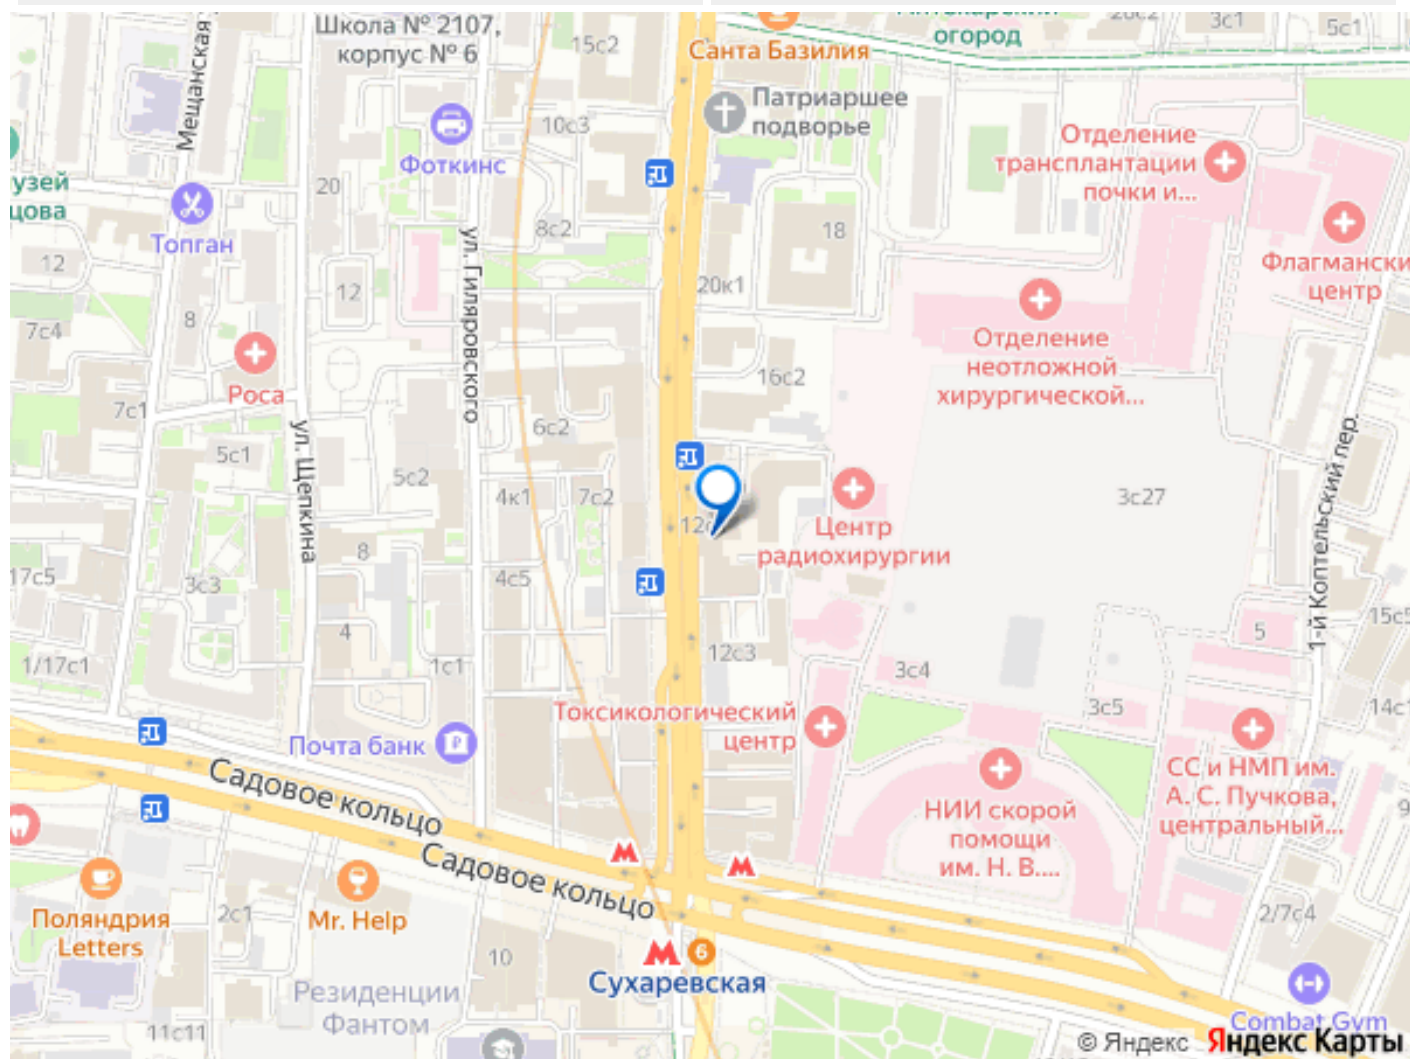 Школа № 2107,
корпус № 6
15с2
Санта Базилия
огород
3с1
5с1
Мещанская
Фоткинс
10с3
Патриаршее
подворье
Отделение
трансплантации
почки и...
20
Топган
8с2
18
ул. Гиляровского
12
12
20к1
Флагмански
центр
7с4
8
Роса
Отделение
неотложной
хирургической...
16с2
7с1
6с2
ул. Щепкина
5с1
5с2
4к1
7с2
3с27
1-й Коптельский пер.
Центр
радиохирургии
17с5
3с3
8
4с5
4
1/17с1
1с1
12с3
3с4
5
15с5
Токсикологический
центр
3с5
14с1
Почта банк
Садовое кольцо
Садовое кольцо
НИИ скорой
помощи
им. Н. В....
СС и НМП им.
А. С. Пучкова,
центральный...
Поляндрия
Letters
2с1
Mr. Help
2/7с4
10
6
Сухаревская
Резиденции
Фантом
11с11
Combat Gym
© Яндекс Яндекс Карты